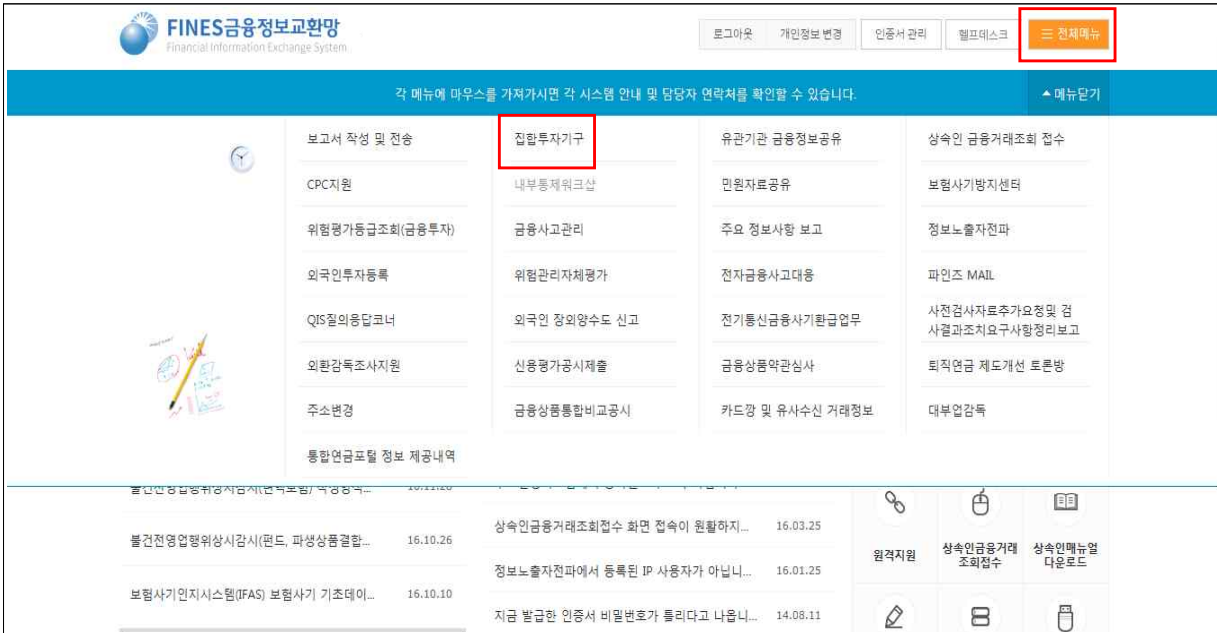 FINES금융정보교환망
Financial Information Exchange System
로그아웃 개인정보 변경 인증서 관리 헬프데스크 전체메뉴
각 메뉴에 마우스를 가져가시면 각 시스템 안내 및 담당자 연락처를 확인할 수 있습니다. 메뉴닫기
보고서 작성 및 전송 집합투자기구 유관기관 금융정보공유 상속인 금융거래조회 접수
CPC지원 내부통제워크샵 민원자료공유 보험사기방지센터
위험평가등급조회(금융투자) 금융사고관리 주요 정보사항 보고 정보노출자전파
외국인투자등록 위험관리자체평가 전자금융사고대응 파인즈 MAIL
QIS질의응답코너 외국인 장외양수도 신고 전기통신금융사기환급업무 사전검사자료추가요청및 검
사결과조치요구사항정리보고
외환감독조사지원 신용평가공시제출 금융상품약관심사 퇴직연금 제도개선 토론방
주소변경 금융상품통합비교공시 카드깡 및 유사수신 거래정보 대부업감독
통합연금포털 정보 제공내역
상속인금융거래조회접수 화면 접속이 원활하지... 16.03.25
불건전영업행위상시감시(펀드, 파생상품결합... 16.10.26
원격지원 상속인금융거래 상속인매뉴얼
조회접수 다운로드
정보노출자전파에서 등록된 IP 사용자가 아닙니... 16.01.25
보험사기인지시스템(IFAS) 보험사기 기초데이... 16.10.10
지금 발급한 인증서 비밀번호가 틀리다고 나옵니... 14.08.11